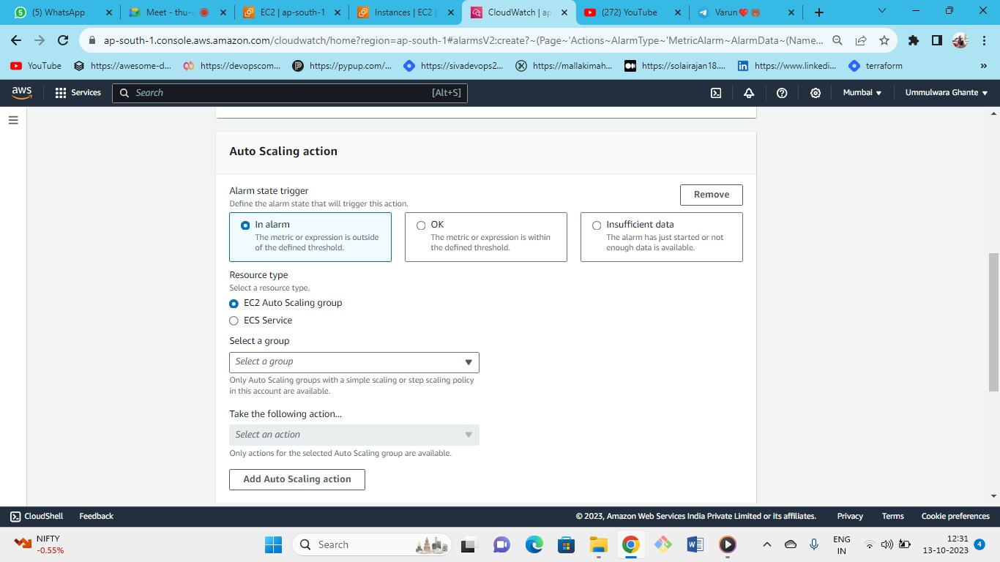 (5) WhatsApp
Meet - thu-
EC2 | ap-south-1
Instances | EC2
CloudWatch | ap
(272) YouTube
Varun❤️🐻
ap-south-1.console.aws.amazon.com/cloudwatch/home?region=ap-south-1#alarmsV2:create?~(Page~'Actions~AlarmType~'MetricAlarm~AlarmData~(Name...
YouTube
https://awesome-d...
https://devopscom...
https://pypup.com/...
https://sivadevops2...
https://mallakimah...
https://solairajan18....
https://www.linkedi...
terraform
aws
Services
Search
[Alt+S]
Mumbai
Ummulwara Ghante
Auto Scaling action
Alarm state trigger
Define the alarm state that will trigger this action.
Remove
In alarm
The metric or expression is outside
of the defined threshold.
OK
The metric or expression is within
the defined threshold.
Insufficient data
The alarm has just started or not
enough data is available.
Resource type
Select a resource type.
EC2 Auto Scaling group
ECS Service
Select a group
Select a group
Only Auto Scaling groups with a simple scaling or step scaling policy
in this account are available.
Take the following action...
Select an action
Only actions for the selected Auto Scaling group are available.
Add Auto Scaling action
CloudShell
Feedback
© 2023, Amazon Web Services India Private Limited or its affiliates.
Privacy
Terms
Cookie preferences
NIFTY
-0.55%
Search
ENG
IN
12:31
13-10-2023
4